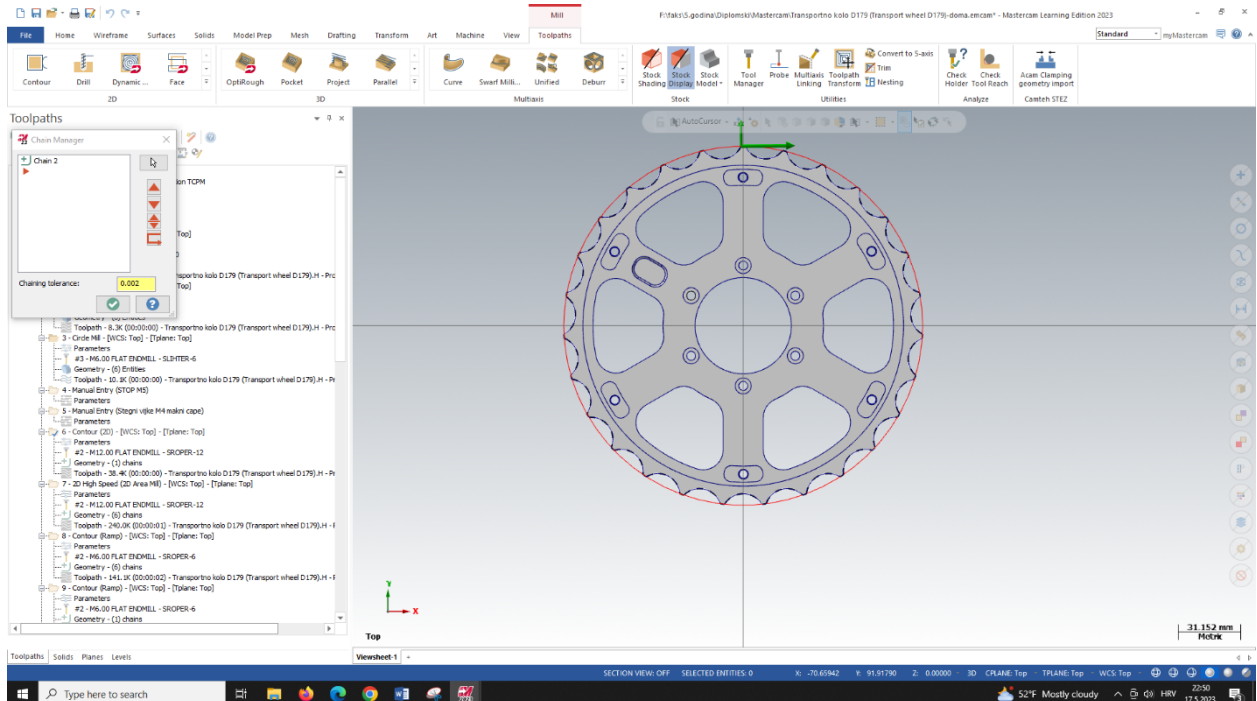 Mill
F:\faks\5.godina\Diplomski\Mastercam\Transportno kolo D179 (Transport wheel D179)-doma.emcam* - Mastercam Learning Edition 2023
File Home Wireframe Surfaces Solids Model Prep Mesh Drafting Transform Art Machine View Toolpaths
Standard myMastercam
Contour Drill Dynamic ... Face OptiRough Pocket Project Parallel Curve Swarf Milli... Unified Deburr Stock Shading Stock Display Stock Model Tool Manager Probe Multiaxis Linking Toolpath Transform Convert to 5-axis Trim Nesting Check Holder Check Tool Reach Acam Clamping geometry import
2D 3D Multiaxis Stock Utilities Analyze Camteh STEZ
Toolpaths
AutoCursor
Chain Manager
Chain 2
on TCPM
Top]
nsportno kolo D179 (Transport wheel D179).H - Pro
Top]
Chaining tolerance: 0.002
Toolpath - 8.3K (00:00:00) - Transportno kolo D179 (Transport wheel D179).H - Pro
3 - Circle Mill - [WCS: Top] - [Tplane: Top]
Parameters
#3 - M6.00 FLAT ENDMILL - SLIHTER-6
Geometry - (6) Entities
Toolpath - 10.1K (00:00:00) - Transportno kolo D179 (Transport wheel D179).H - Pr
4 - Manual Entry (STOP M5)
Parameters
5 - Manual Entry (Stegni vijke M4 makni cape)
Parameters
6 - Contour (2D) - [WCS: Top] - [Tplane: Top]
Parameters
#2 - M12.00 FLAT ENDMILL - SROPER-12
Geometry - (1) chains
Toolpath - 38.4K (00:00:00) - Transportno kolo D179 (Transport wheel D179).H - Pr
7 - 2D High Speed (2D Area Mill) - [WCS: Top] - [Tplane: Top]
Parameters
#2 - M12.00 FLAT ENDMILL - SROPER-12
Geometry - (6) chains
Toolpath - 240.0K (00:00:01) - Transportno kolo D179 (Transport wheel D179).H - F
8 - Contour (Ramp) - [WCS: Top] - [Tplane: Top]
Parameters
#2 - M6.00 FLAT ENDMILL - SROPER-6
Geometry - (6) chains
Toolpath - 141.1K (00:00:02) - Transportno kolo D179 (Transport wheel D179).H - F
9 - Contour (Ramp) - [WCS: Top] - [Tplane: Top]
Parameters
#2 - M6.00 FLAT ENDMILL - SROPER-6
Geometry - (1) chains
Y
X
Top
31.152 mm
Metric
Toolpaths Solids Planes Levels
Viewsheet-1 +
SECTION VIEW: OFF SELECTED ENTITIES: 0 X: -70.65942 Y: 91.91790 Z: 0.00000 3D CPLANE: Top TPLANE: Top WCS: Top
Type here to search
52°F Mostly cloudy HRV 22:50
17.5.2023.